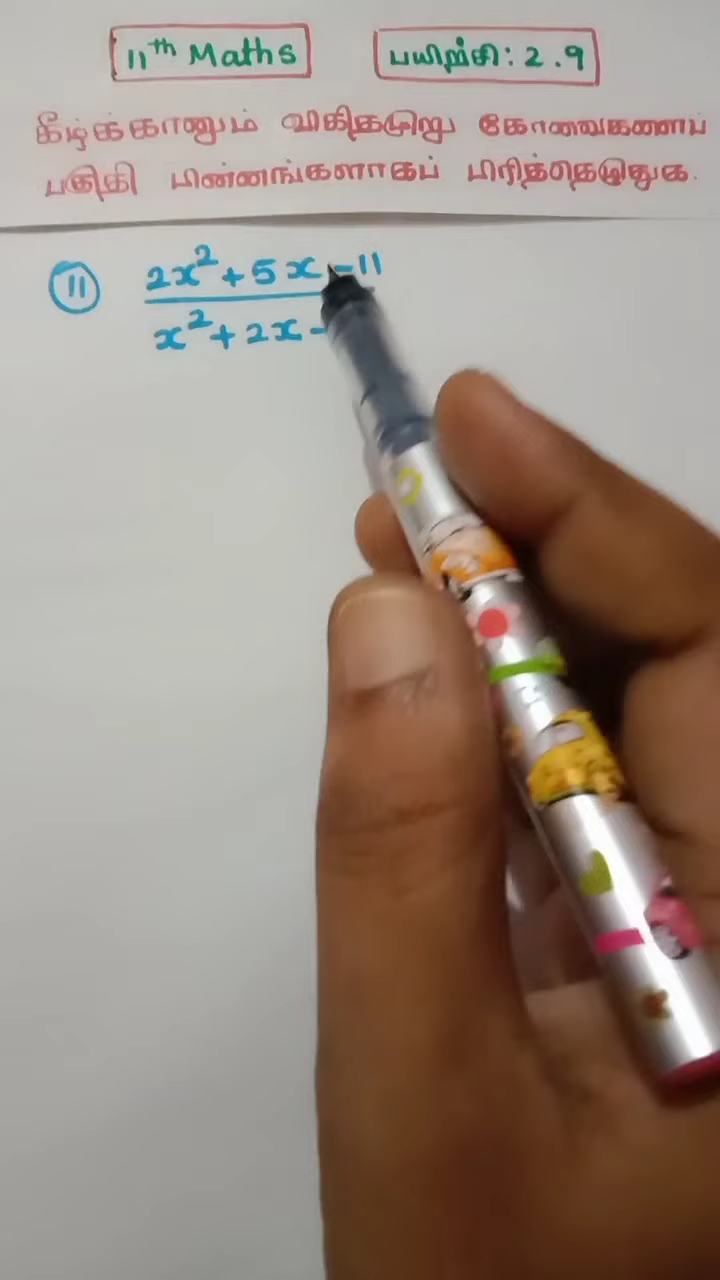 11th Maths
பயிற்சி: 2.9
கீழ்க்காணும் விகிதமுறு கோவைகளைப்
பகுதி பின்னங்களாகப் பிரித்தெழுதுக.
11
2x² + 5x - 11
x² + 2x -